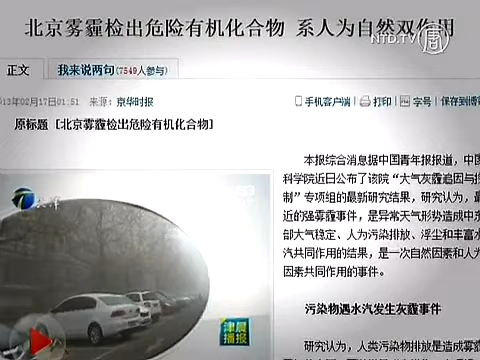 北京雾霾检出危险有机化合物 系人为自然双作用
NTD.TV
正文
我来说两句(7549人参与)
13年02月17日01:51 来源：京华时报
手机客户端 打印 字号 保存到博
原标题 [北京雾霾检出危险有机化合物]
本报综合消息据中国青年报报道，中国
科学院近日公布了该院“大气灰霾追因与控
制”专项组的最新研究结果，研究认为，最
近的强雾霾事件，是异常天气形势造成中东
部大气稳定、人为污染排放、浮尘和丰富水
汽共同作用的结果，是一次自然因素和人为
因素共同作用的事件。
污染物遇水汽发生灰霾事件
研究认为，人类污染物排放是造成雾霾
津晨
播报